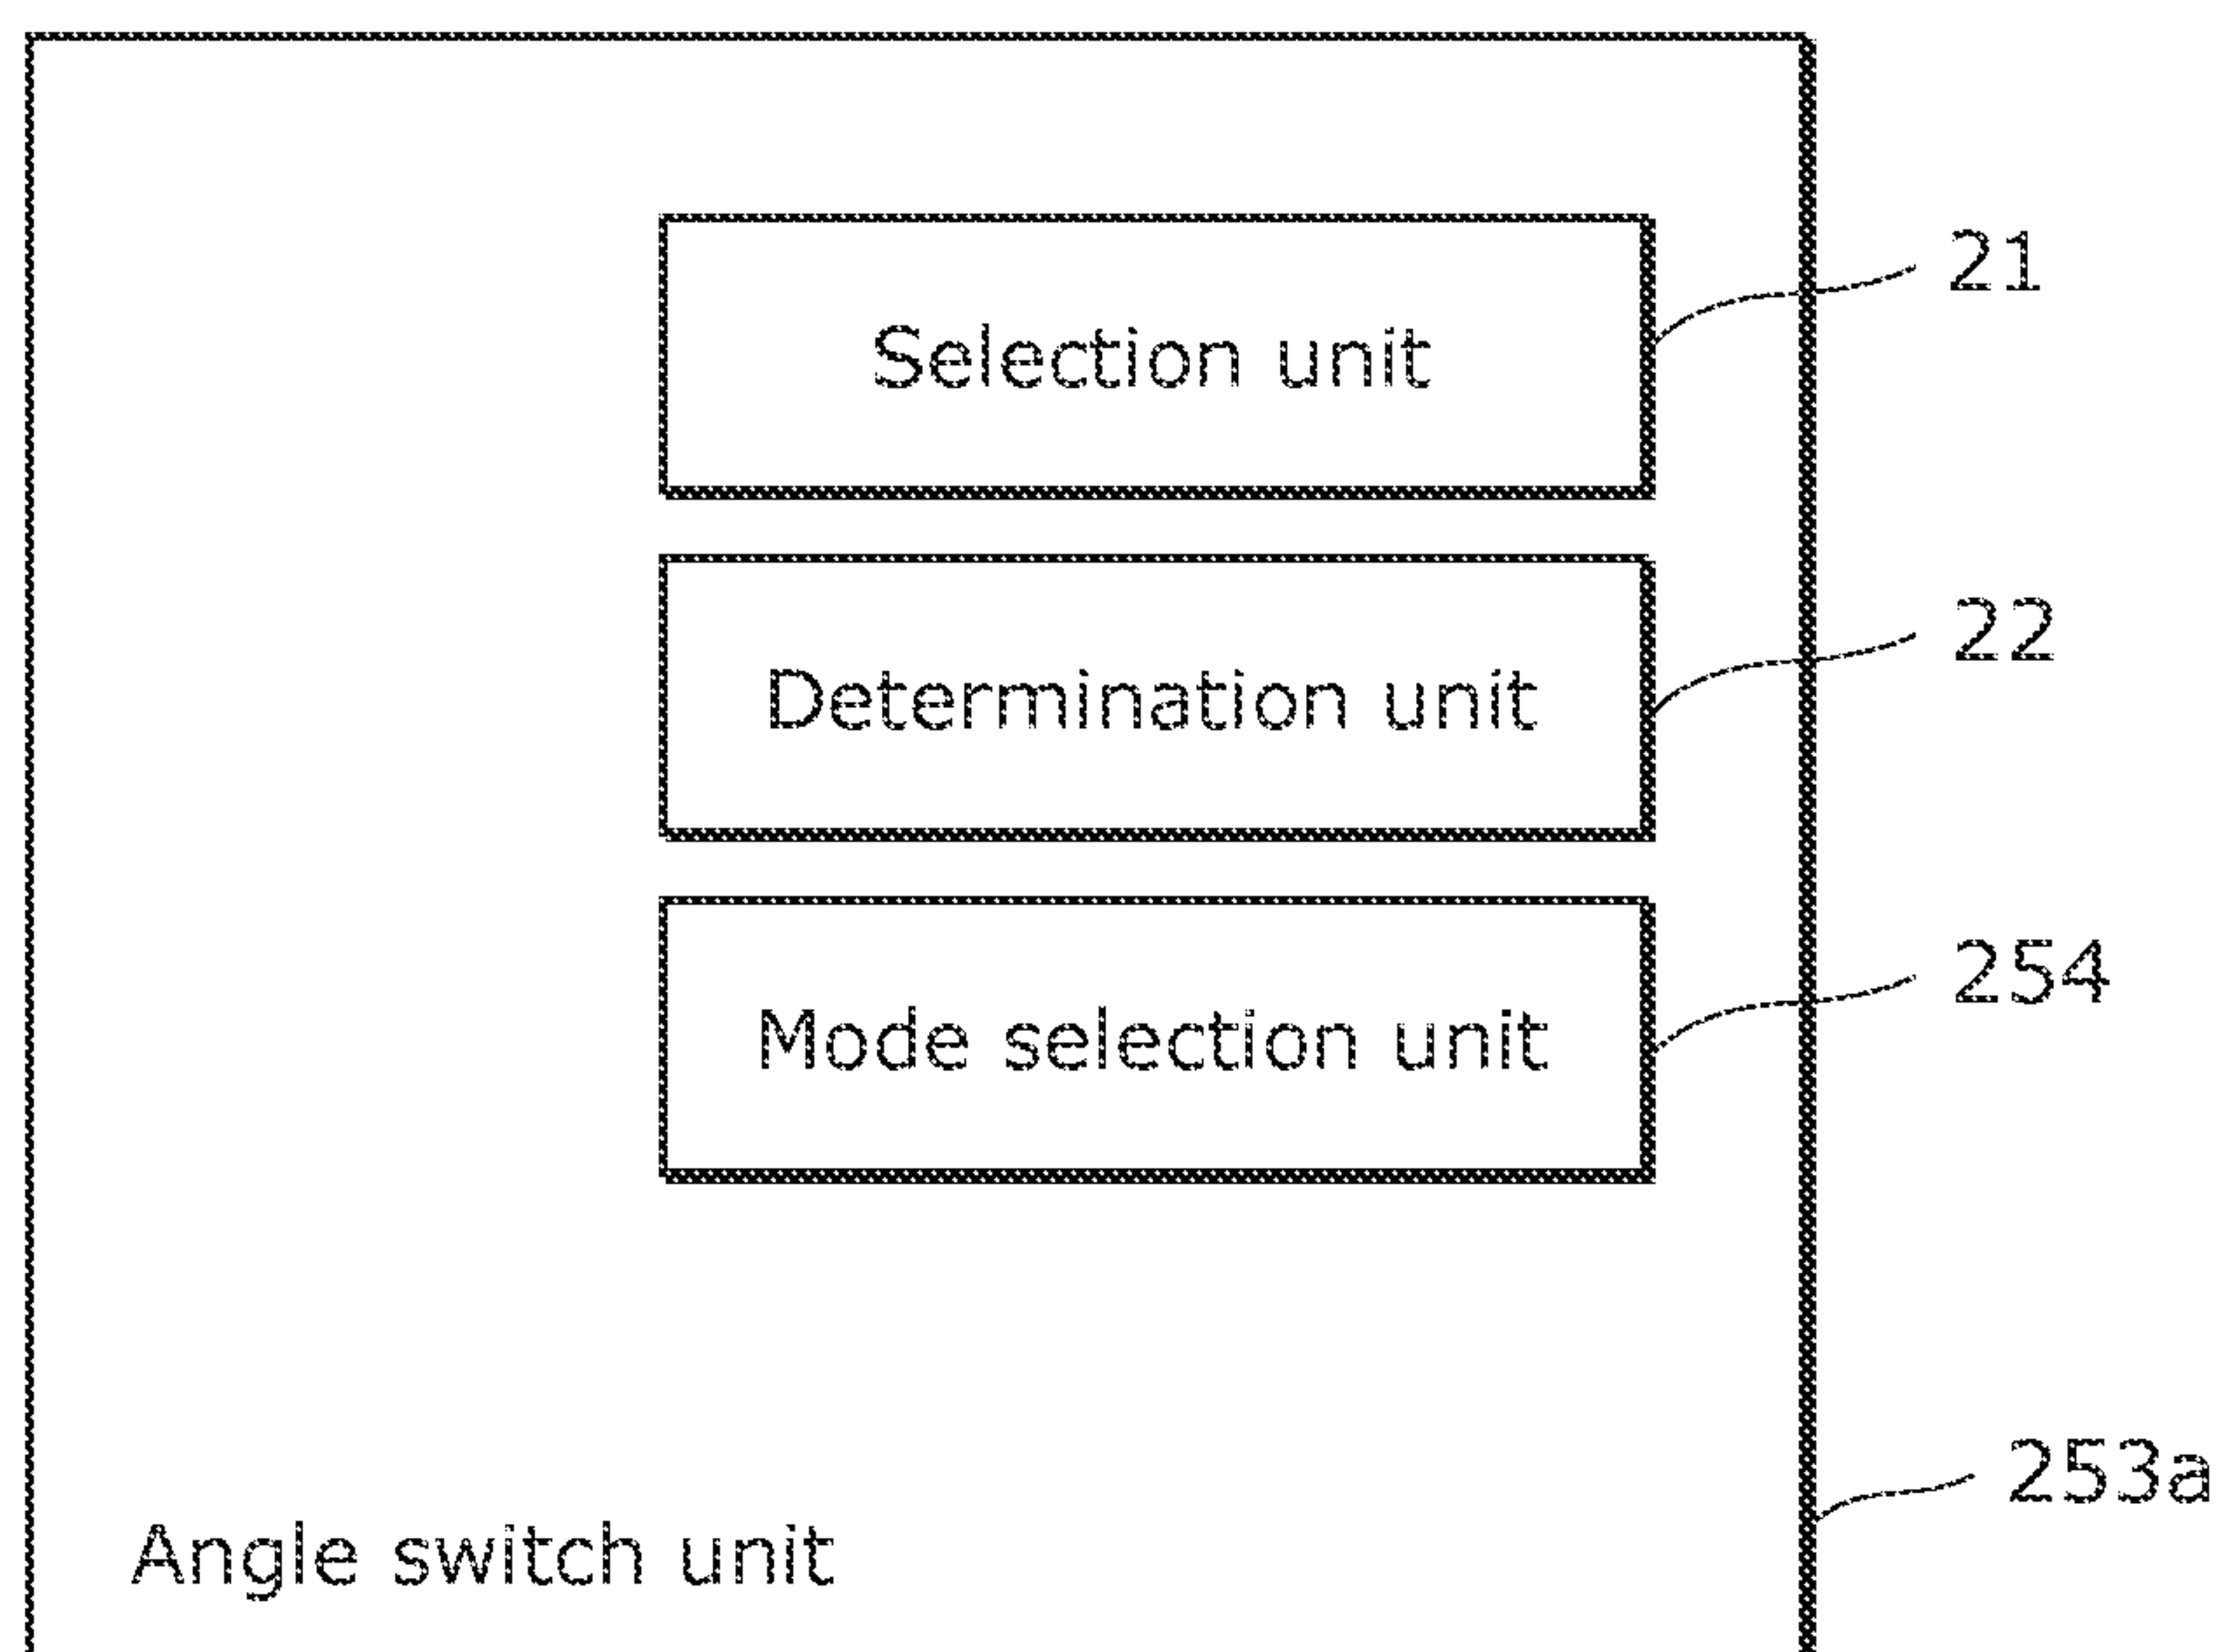 Selection unit
21
Determination unit
22
Mode selection unit
254
Angle switch unit
253a